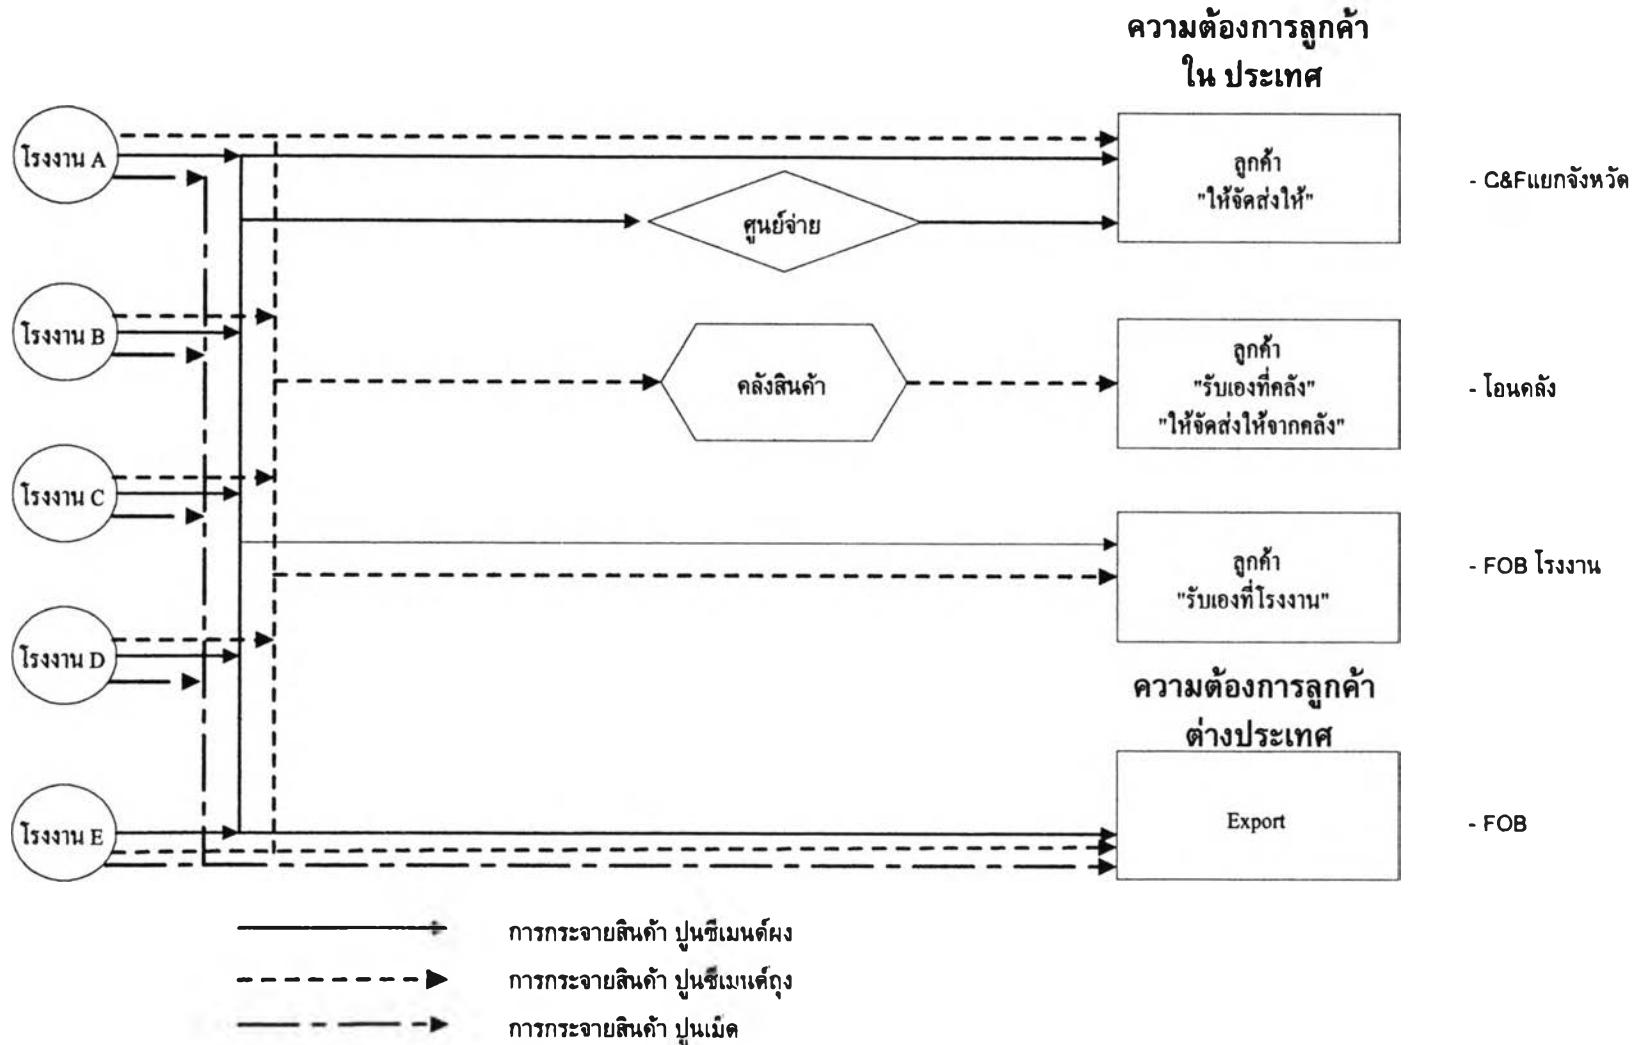 ความต้องการลูกค้า
ใน ประเทศ
โรงงาน A
ลูกค้า
"ให้จัดส่งให้"
- C&Fแยกจังหวัด
ศูนย์จ่าย
โรงงาน B
คลังสินค้า
ลูกค้า
"รับเองที่คลัง"
"ให้จัดส่งให้จากคลัง"
- โอนคลัง
โรงงาน C
ลูกค้า
"รับเองที่โรงงาน"
- FOB โรงงาน
โรงงาน D
ความต้องการลูกค้า
ต่างประเทศ
โรงงาน E
Export
- FOB
การกระจายสินค้า ปูนซีเมนต์ผง
การกระจายสินค้า ปูนซีเมนต์ถุง
การกระจายสินค้า ปูนเม็ด